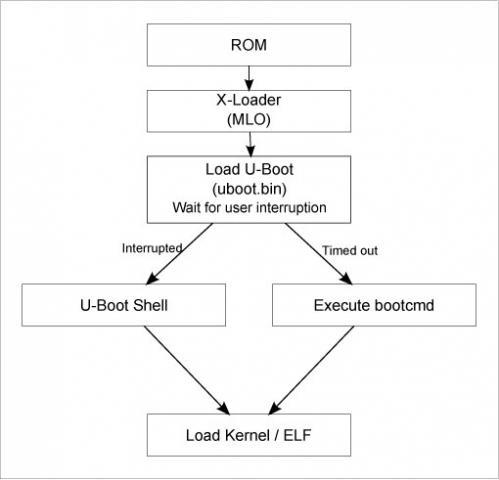 ROM
X-Loader
(MLO)
Load U-Boot
(uboot.bin)
Wait for user interruption
Interrupted
Timed out
U-Boot Shell
Execute bootcmd
Load Kernel / ELF